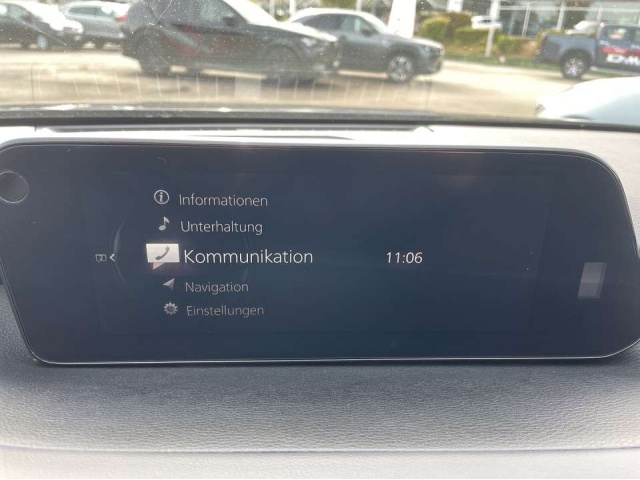 Informationen
Unterhaltung
Kommunikation 11:06
Navigation
Einstellungen